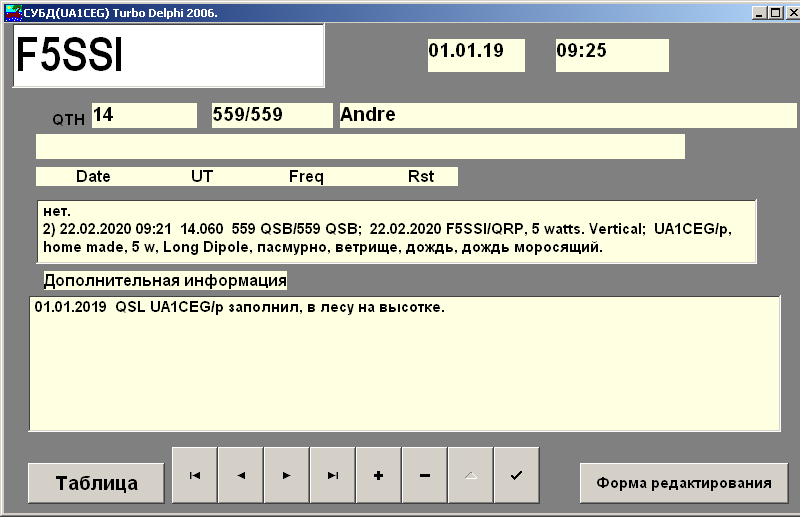 СУБД(UA1CEG) Turbo Delphi 2006.
F5SSI
01.01.19 09:25
QTH 14 559/559 Andre
Date UT Freq Rst
нет.
2) 22.02.2020 09:21 14.060 559 QSB/559 QSB; 22.02.2020 F5SSI/QRP, 5 watts. Vertical; UA1CEG/p,
home made, 5 w, Long Dipole, пасмурно, ветрище, дождь, дождь моросящий.
Дополнительная информация
01.01.2019 QSL UA1CEG/p заполнил, в лесу на высотке.
Таблица
Форма редактирования